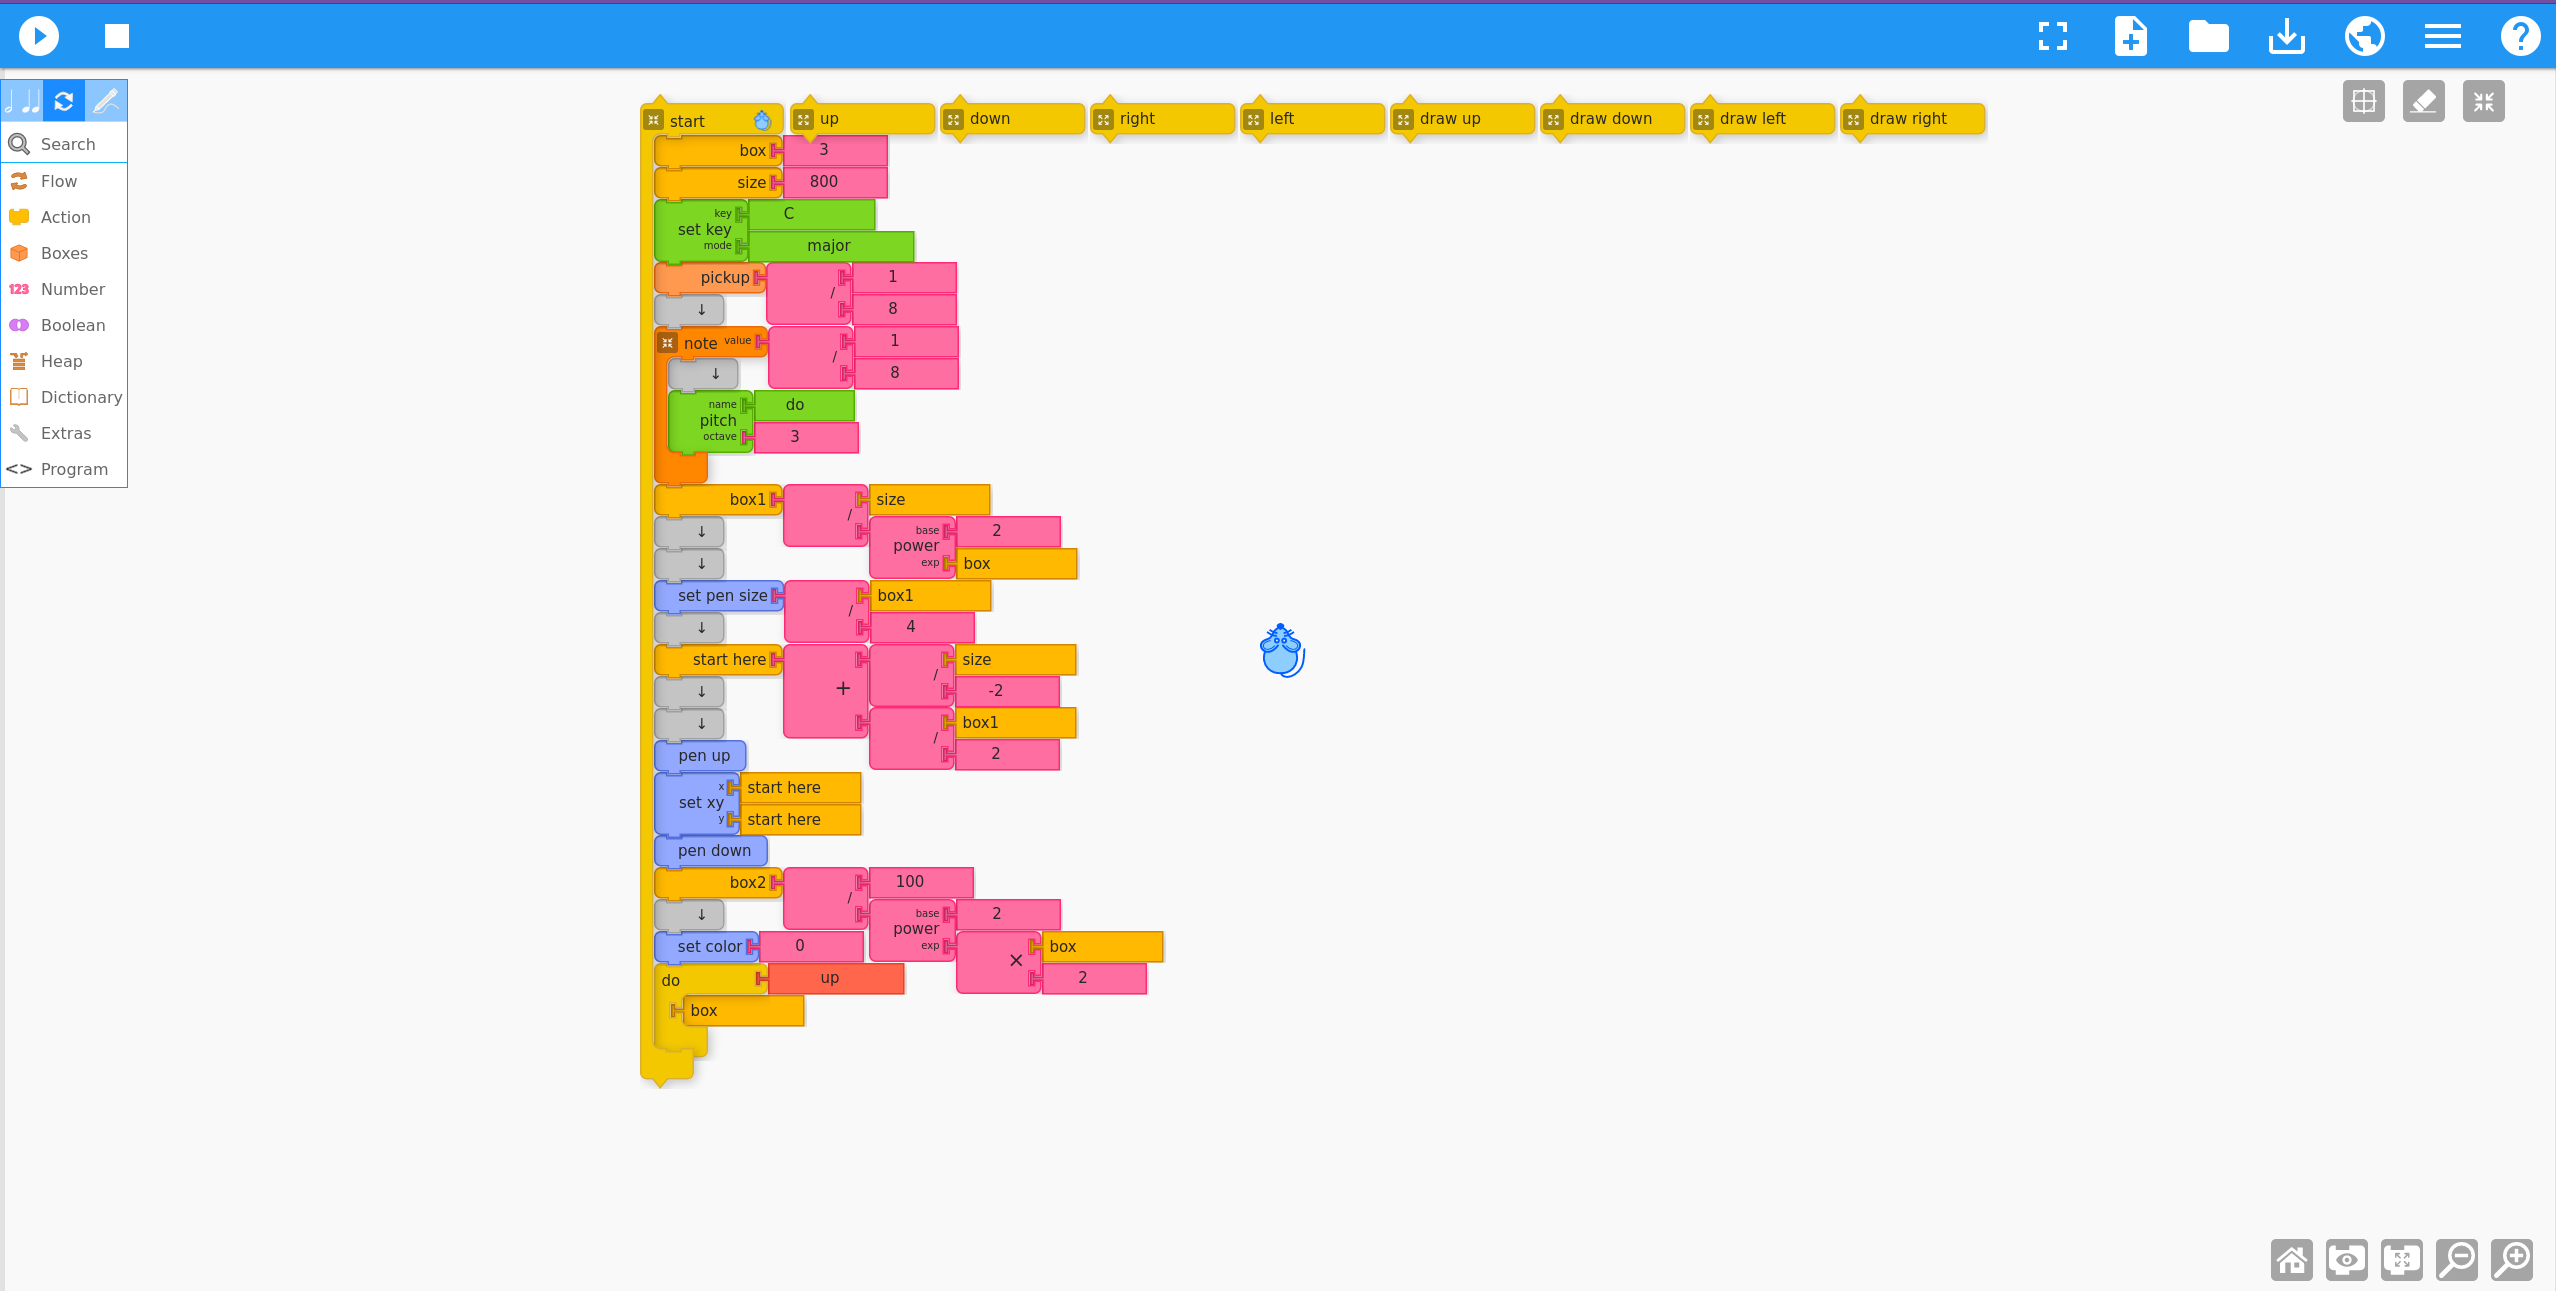 start
up
down
right
left
draw up
draw down
draw left
draw right
Search
Flow
Action
Boxes
123 Number
Boolean
Heap
Dictionary
Extras
<> Program
box 3
size 800
key C
set key
mode major
pickup / 1
↓ 8
note value / 1
↓ 8
name do
pitch
octave 3
box1 / size
↓ base 2
power
↓ exp box
set pen size / box1
↓ 4
start here + / size
↓ -2
↓ / box1
pen up 2
x start here
set xy
y start here
pen down
box2 / 100
↓ base 2
power
set color 0 exp × box
do up 2
box